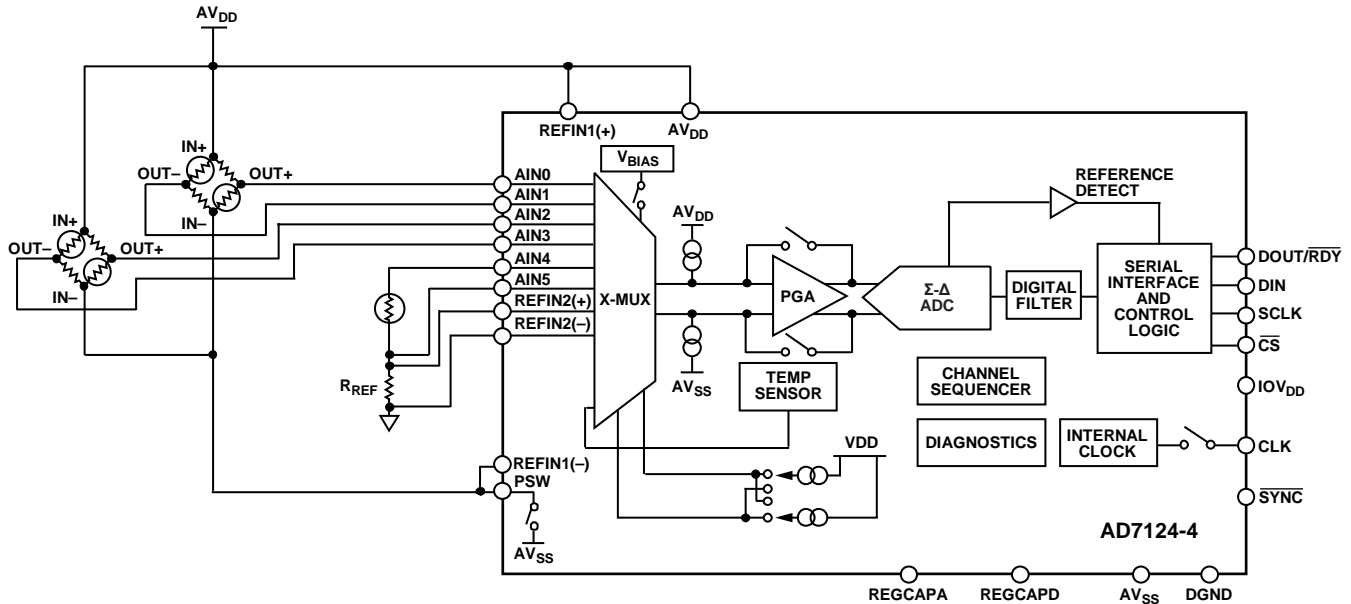 AVDD
REFIN1(+)
AVDD
IN+
OUT–
OUT+
IN–
IN+
OUT–
OUT+
IN–
AIN0
AIN1
AIN2
AIN3
AIN4
AIN5
REFIN2(+)
REFIN2(–)
RREF
REFIN1(–)
PSW
AVSS
VBIAS
X-MUX
AVDD
AVSS
PGA
TEMP
SENSOR
VDD
Σ-Δ
ADC
REFERENCE
DETECT
DIGITAL
FILTER
SERIAL
INTERFACE
AND
CONTROL
LOGIC
CHANNEL
SEQUENCER
DIAGNOSTICS
INTERNAL
CLOCK
DOUT/RDY
DIN
SCLK
CS
IOVDD
CLK
SYNC
AD7124-4
REGCAPA
REGCAPD
AVSS
DGND